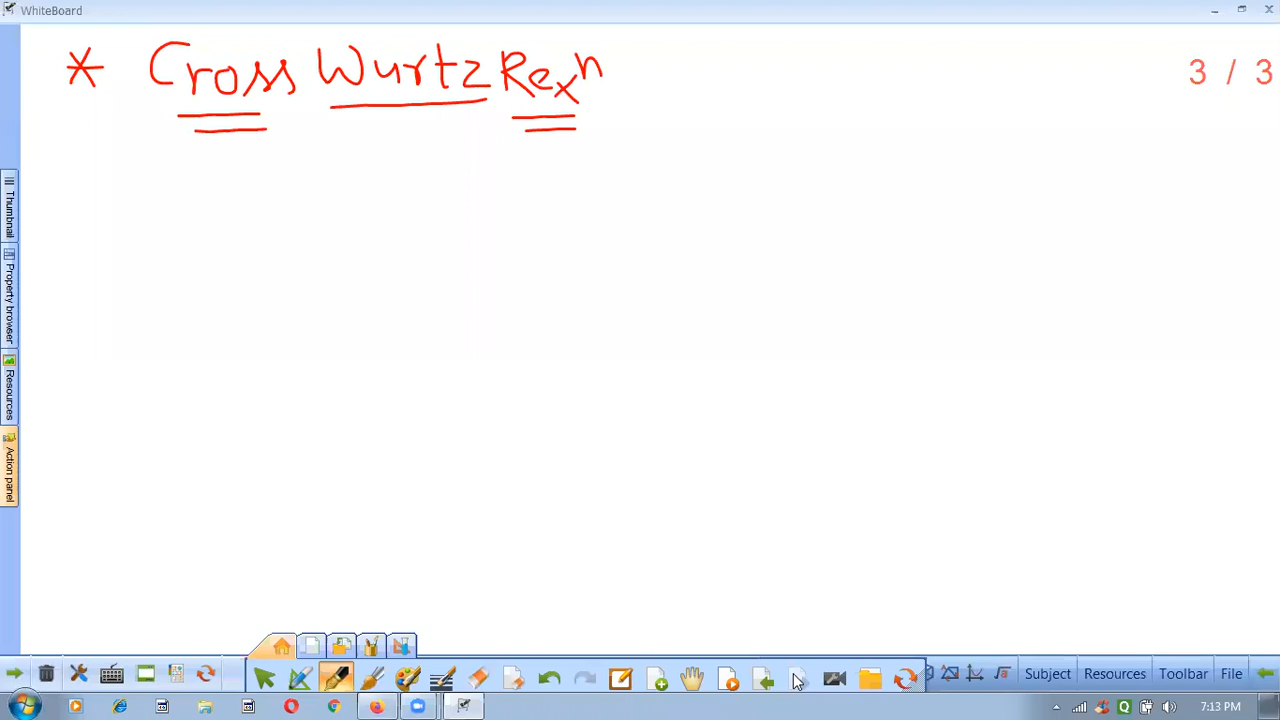 WhiteBoard
* Cross Wurtz Rexn
3 / 3
Thumbnail
Property browser
Resources
Action panel
Subject
Resources
Toolbar
File
7:13 PM